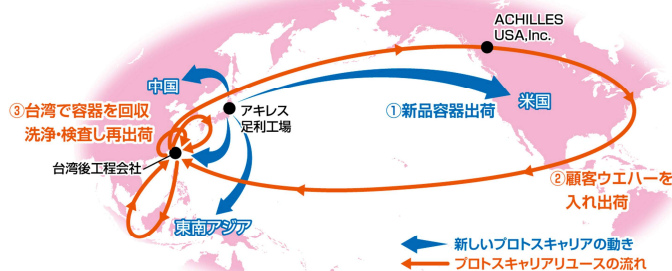 ACHILLES
USA,Inc.
中国
③台湾で容器を回収
洗浄・検査し再出荷
アキレス
足利工場
①新品容器出荷
米国
台湾後工程会社
②顧客ウエハーを
入れ出荷
東南アジア
新しいプロトスキャリアの動き
プロトスキャリアリユースの流れ